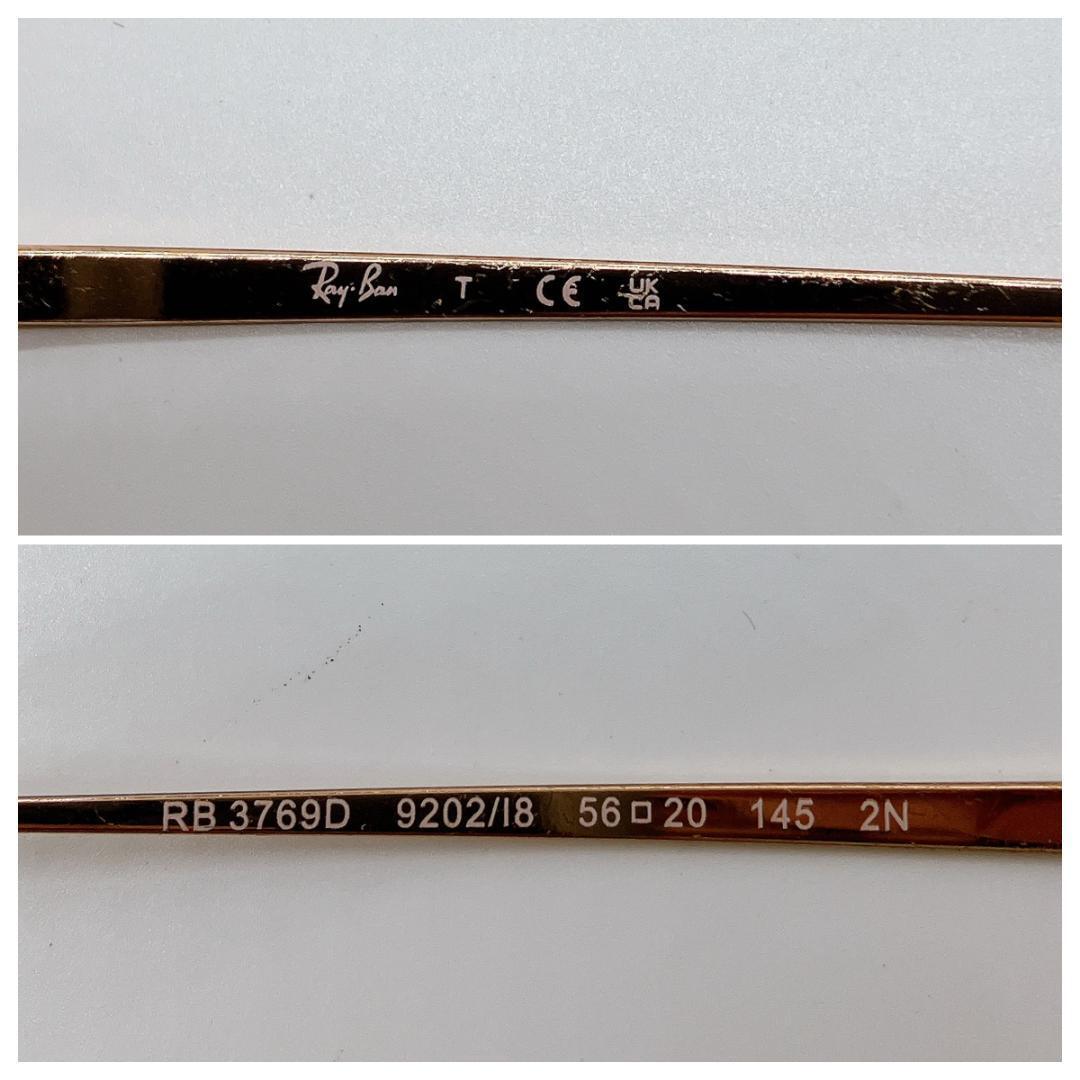 Ray-Ban T CE UK CA
RB 3769D 9202/I8 56□20 145 2N